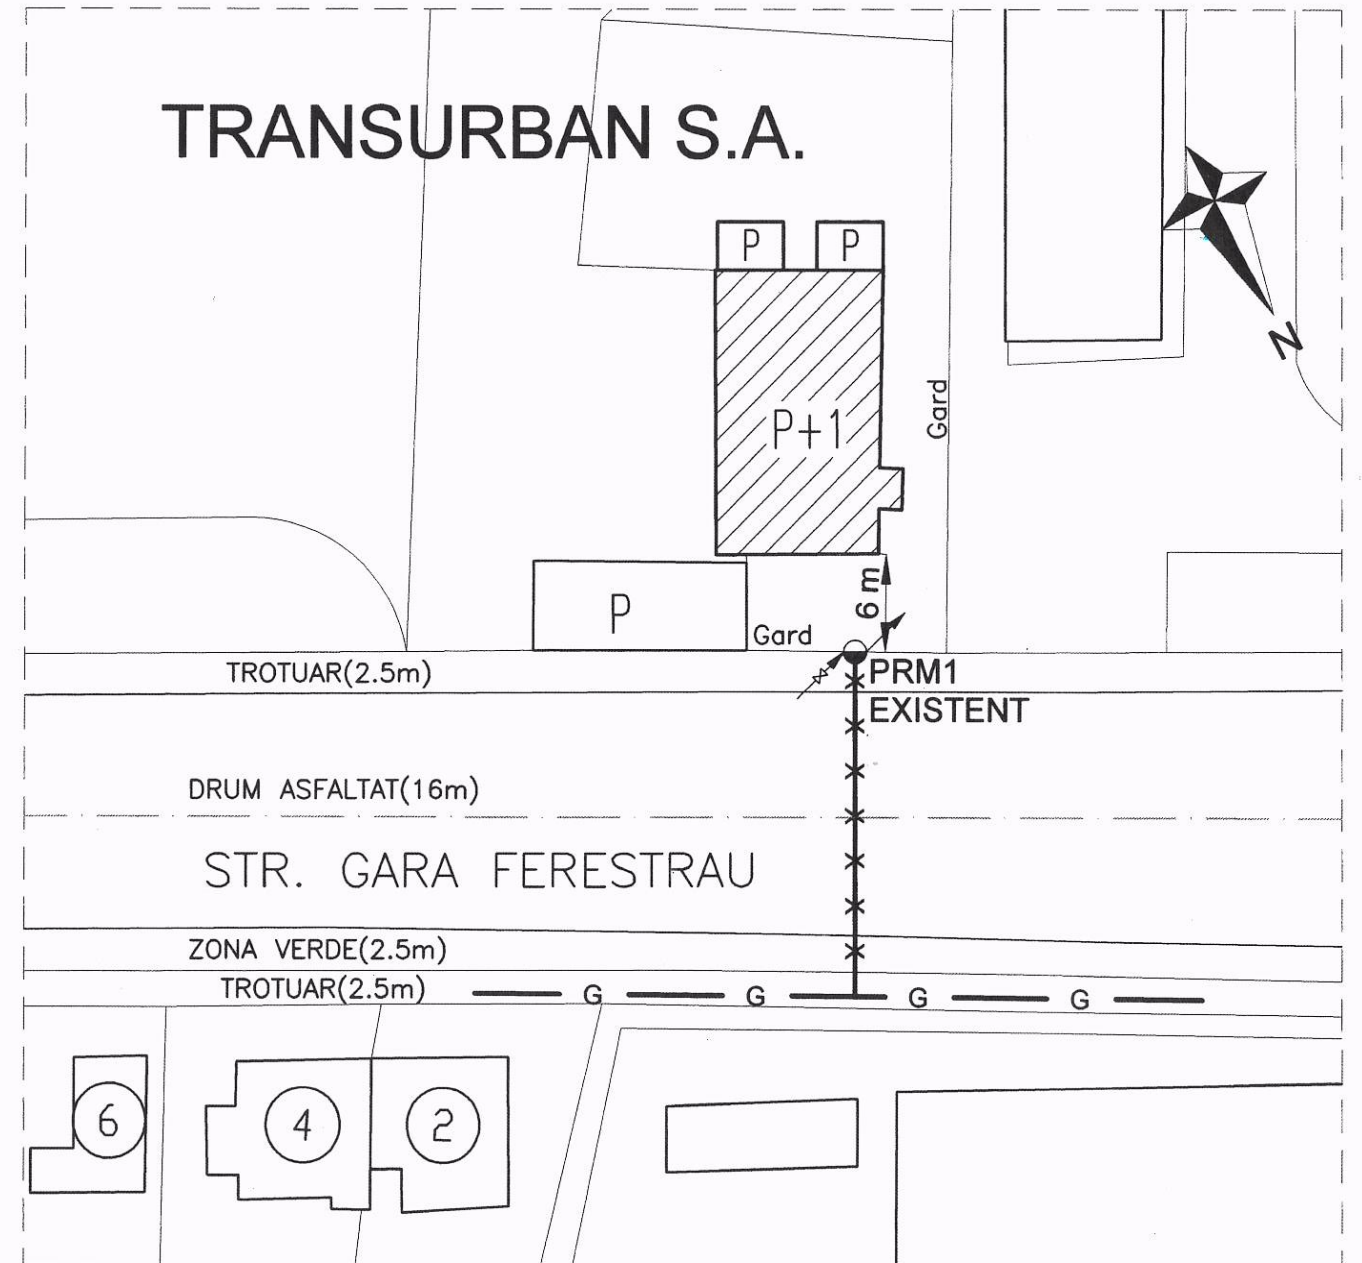 TRANSURBAN S.A.
P
P
N
P+1
Gard
6 m
P
Gard
TROTUAR(2.5m)
PRM1
EXISTENT
DRUM ASFALTAT(16m)
STR. GARA FERESTRAU
ZONA VERDE(2.5m)
TROTUAR(2.5m)
G G G G
6
4
2